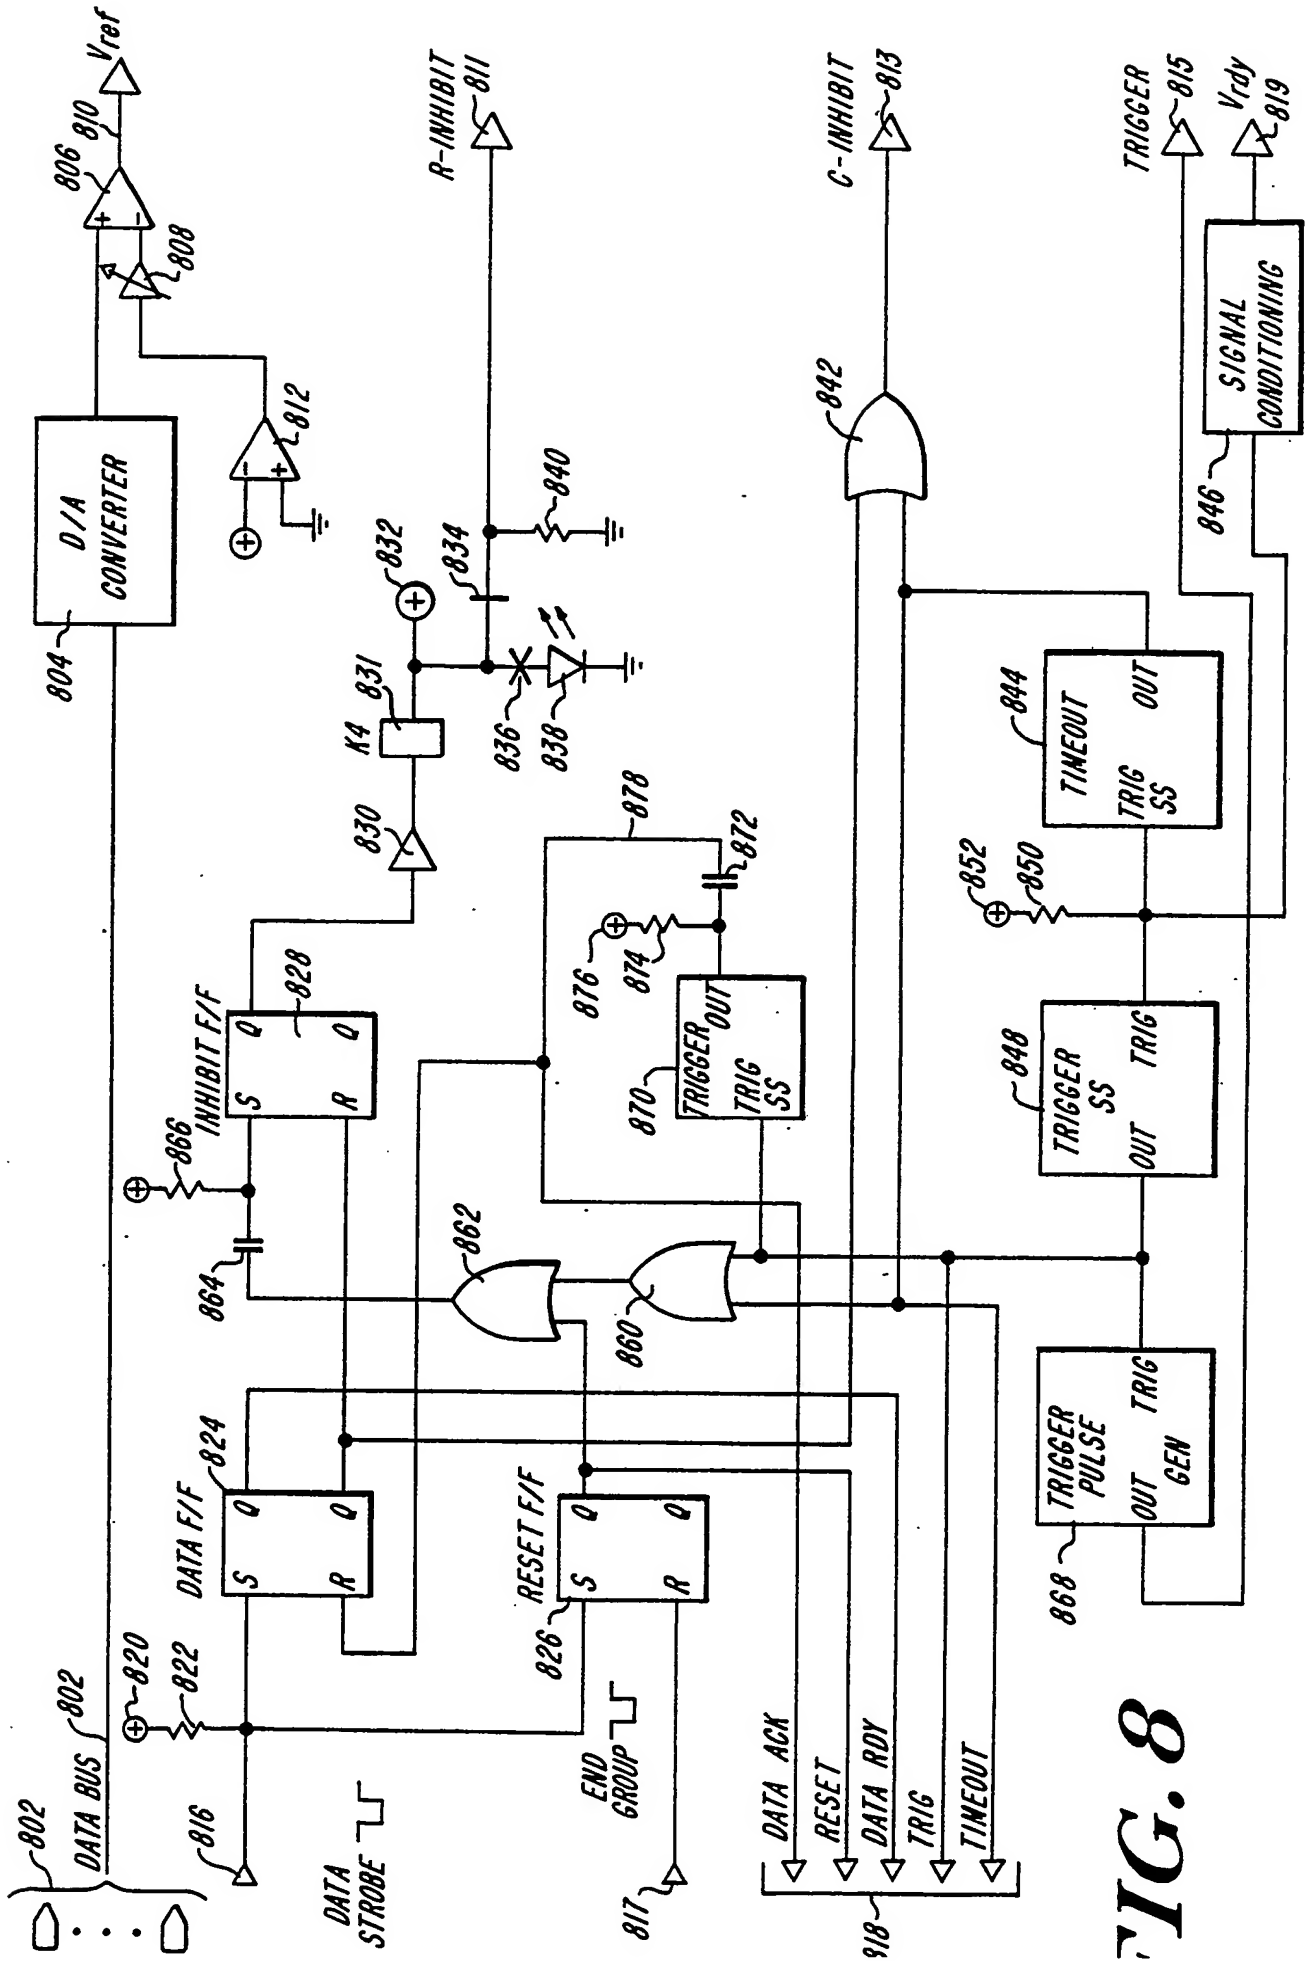 802
DATA BUS
802
804
D/A
CONVERTER
806
+
-
810
Vref
808
812
-
+
+
816
DATA
STROBE
820
+
822
DATA F/F
824
S
Q
R
Q
864
866
+
INHIBIT F/F
828
S
Q
R
Q
830
K4
831
832
+
834
836
838
840
R-INHIBIT
811
817
END
GROUP
RESET F/F
826
S
Q
R
Q
862
860
870
TRIGGER
OUT
TRIG
SS
876
+
874
872
878
842
C-INHIBIT
813
818
DATA ACK
RESET
DATA RDY
TRIG
TIMEOUT
868
TRIGGER
PULSE
OUT
TRIG
GEN
848
TRIGGER
SS
OUT
TRIG
852
+
850
844
TIMEOUT
TRIG
SS
OUT
846
SIGNAL
CONDITIONING
TRIGGER
815
Vrdy
819
FIG. 8